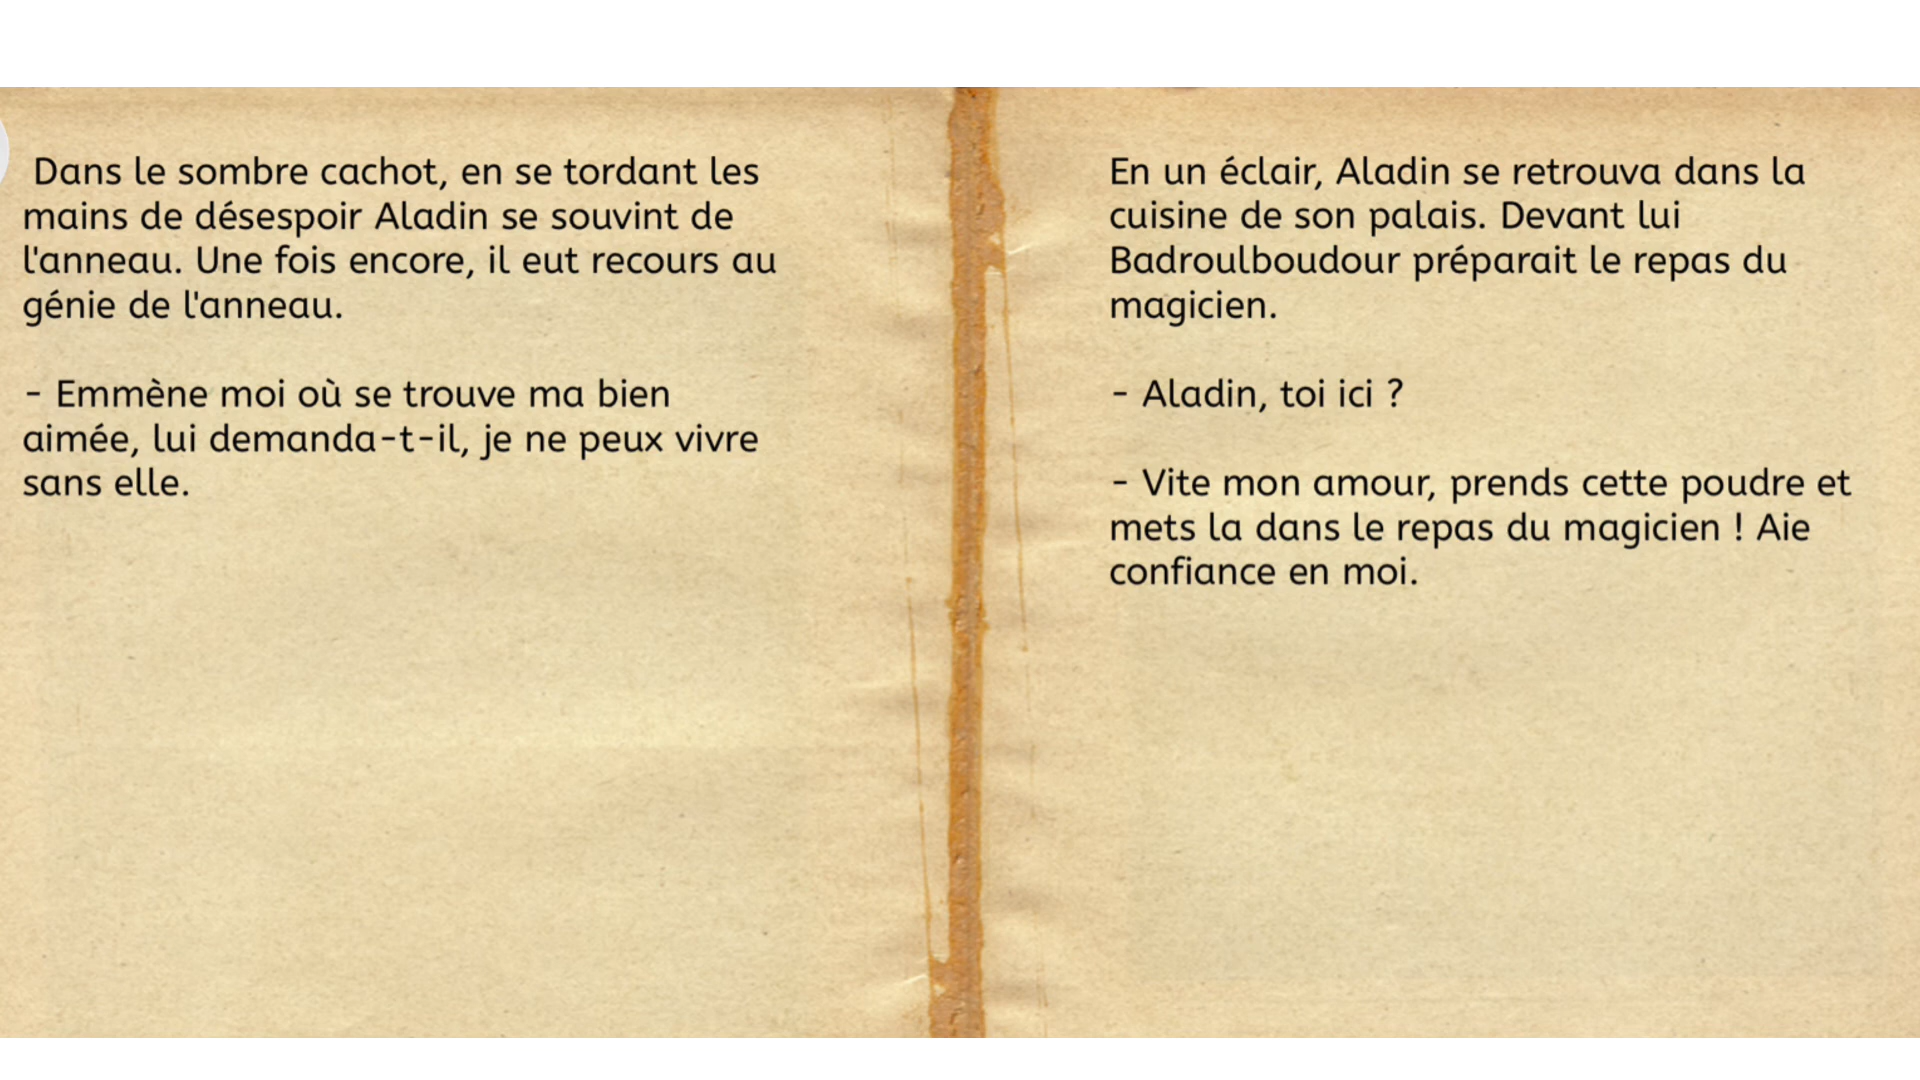 Dans le sombre cachot, en se tordant les
mains de désespoir Aladin se souvint de
l'anneau. Une fois encore, il eut recours au
génie de l'anneau.
- Emmène moi où se trouve ma bien
aimée, lui demanda-t-il, je ne peux vivre
sans elle.
En un éclair, Aladin se retrouva dans la
cuisine de son palais. Devant lui
Badroulboudour préparait le repas du
magicien.
- Aladin, toi ici ?
- Vite mon amour, prends cette poudre et
mets la dans le repas du magicien ! Aie
confiance en moi.